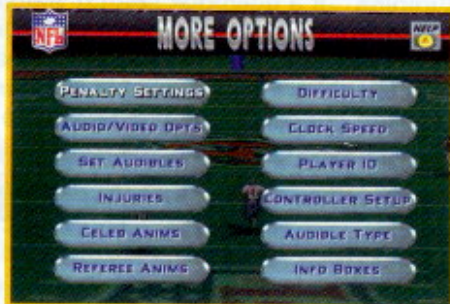 NFL
MORE OPTIONS
HELP
PENALTY SETTINGS
DIFFICULTY
AUDIO/VIDEO OPTS
CLOCK SPEED
SET AUDIBLES
PLAYER ID
INJURIES
CONTROLLER SETUP
CELEB ANIMS
AUDIBLE TYPE
REFEREE ANIMS
INFO BOXES